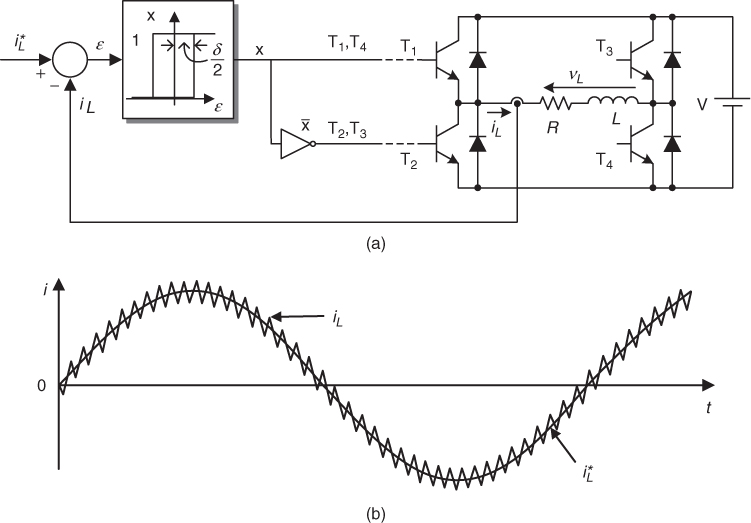 x
i*L
ε
1
δ/2
x
T1,T4
T1
T3
+
−
iL
ε
x̄
T2,T3
T2
vL
iL
R
L
T4
V
(a)
i
iL
0
t
i*L
(b)